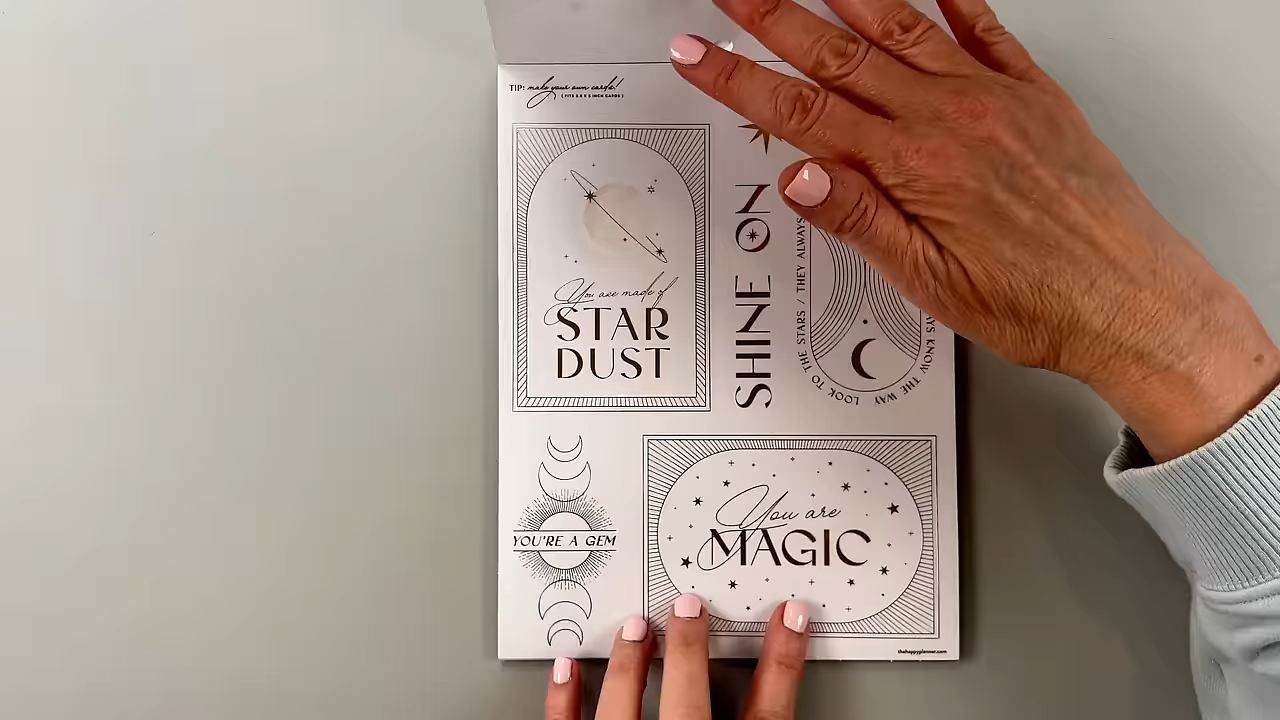 TIP: make your own cards!
( FITS 3.5 X 5 INCH CARDS )
You are made of
STAR
DUST
SHINE ON
LOOK TO THE STARS / THEY ALWAYS
AYS KNOW THE WAY
YOU'RE A GEM
You are
MAGIC
thehappyplanner.com